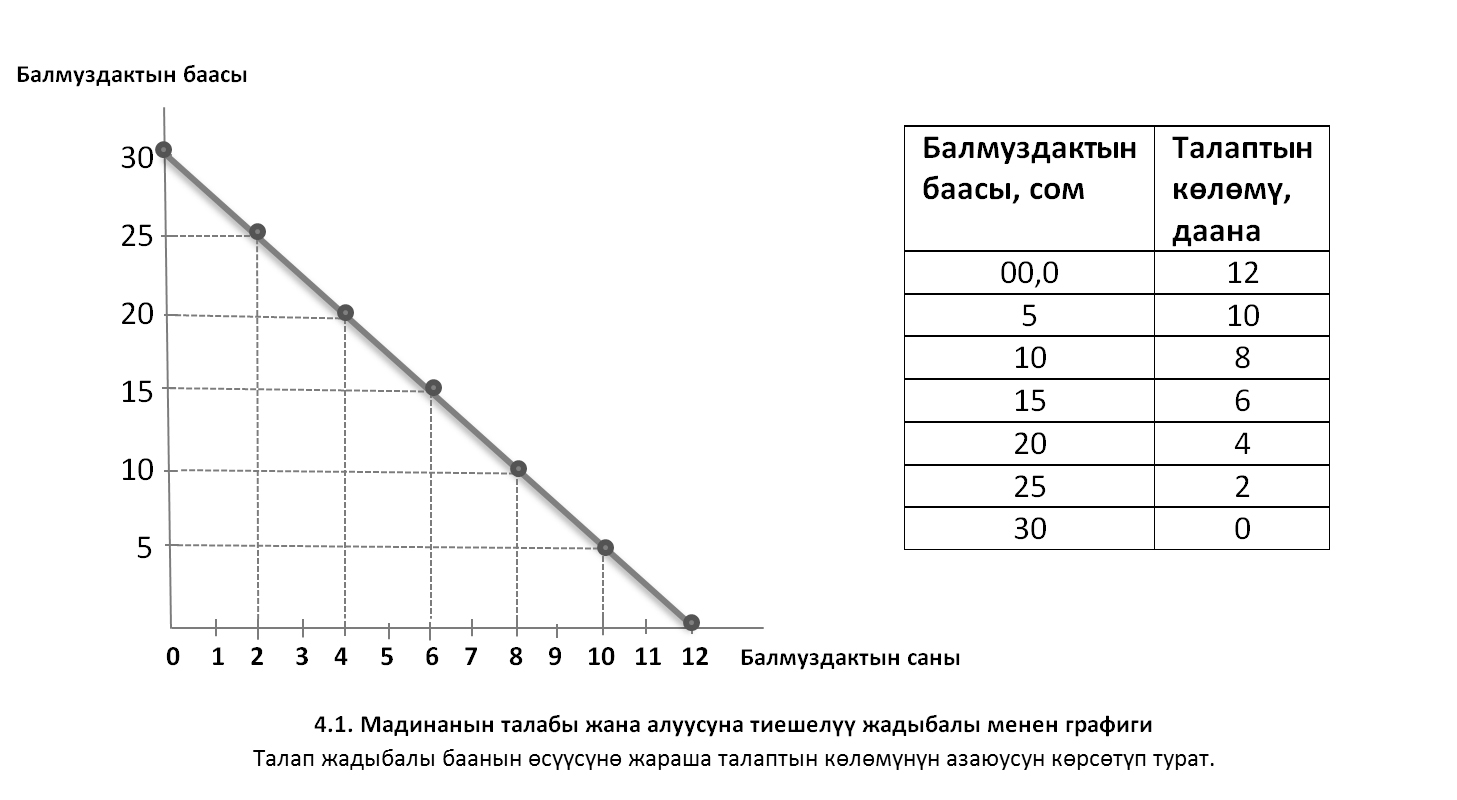 Балмуздактын баасы
30
25
20
15
10
5
0 1 2 3 4 5 6 7 8 9 10 11 12 Балмуздактын саны
Балмуздактын баасы, сом Талаптын көлөмү, даана
00,0 12
5 10
10 8
15 6
20 4
25 2
30 0
4.1. Мадинанын талабы жана алуусуна тиешелүү жадыбалы менен графиги
Талап жадыбалы баанын өсүүсүнө жараша талаптын көлөмүнүн азаюусун көрсөтүп турат.